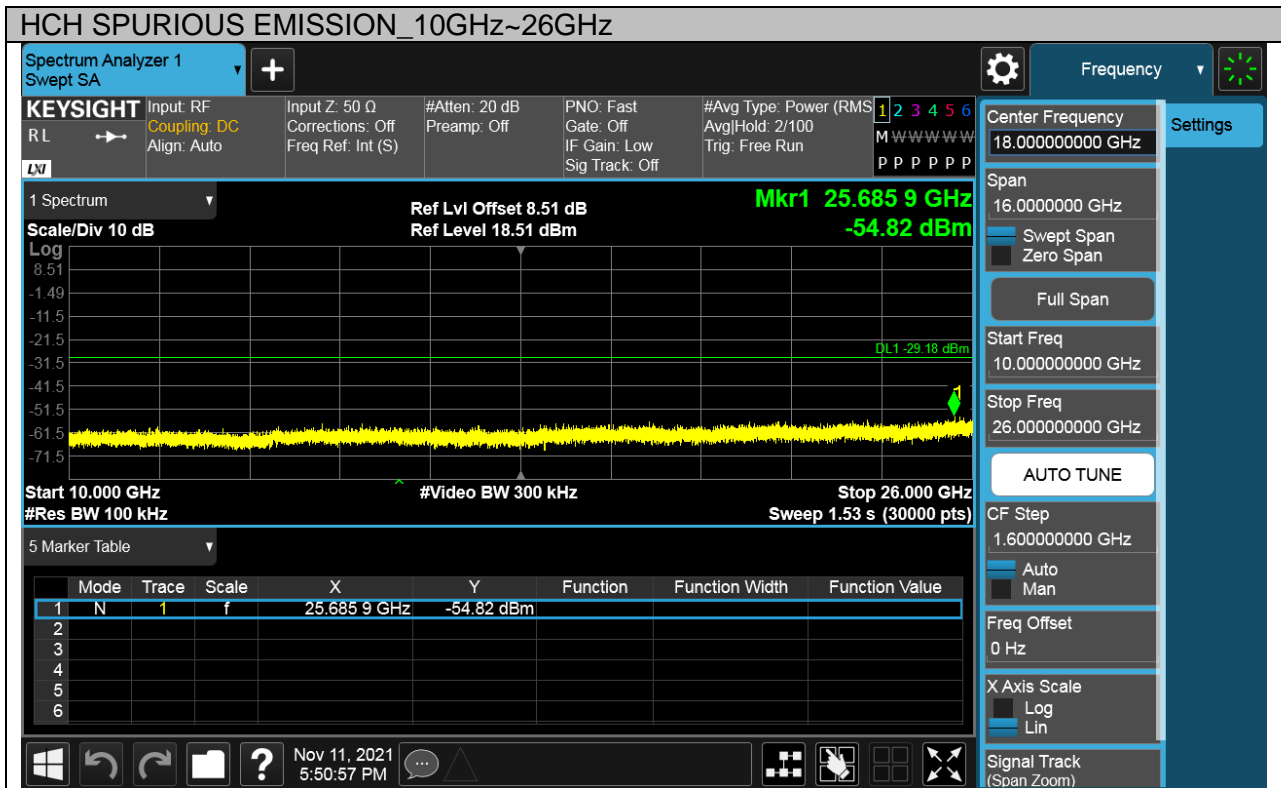 HCH SPURIOUS EMISSION_10GHz~26GHz
Spectrum Analyzer 1
Swept SA
Frequency
KEYSIGHT
RL
LXI
Input: RF
Coupling: DC
Align: Auto
Input Z: 50 Ω
Corrections: Off
Freq Ref: Int (S)
#Atten: 20 dB
Preamp: Off
PNO: Fast
Gate: Off
IF Gain: Low
Sig Track: Off
#Avg Type: Power (RMS
Avg|Hold: 2/100
Trig: Free Run
1 2 3 4 5 6
M W W W W W
P P P P P P
1 Spectrum
Scale/Div 10 dB
Ref Lvl Offset 8.51 dB
Ref Level 18.51 dBm
Mkr1 25.685 9 GHz
-54.82 dBm
Log
8.51
-1.49
-11.5
-21.5
-31.5
-41.5
-51.5
-61.5
-71.5
DL1 -29.18 dBm
1
Start 10.000 GHz
#Video BW 300 kHz
Stop 26.000 GHz
#Res BW 100 kHz
Sweep 1.53 s (30000 pts)
5 Marker Table
Mode Trace Scale X Y Function Function Width Function Value
1 N 1 f 25.685 9 GHz -54.82 dBm
2
3
4
5
6
Nov 11, 2021
5:50:57 PM
Settings
Center Frequency
18.000000000 GHz
Span
16.0000000 GHz
Swept Span
Zero Span
Full Span
Start Freq
10.000000000 GHz
Stop Freq
26.000000000 GHz
AUTO TUNE
CF Step
1.600000000 GHz
Auto
Man
Freq Offset
0 Hz
X Axis Scale
Log
Lin
Signal Track
(Span Zoom)